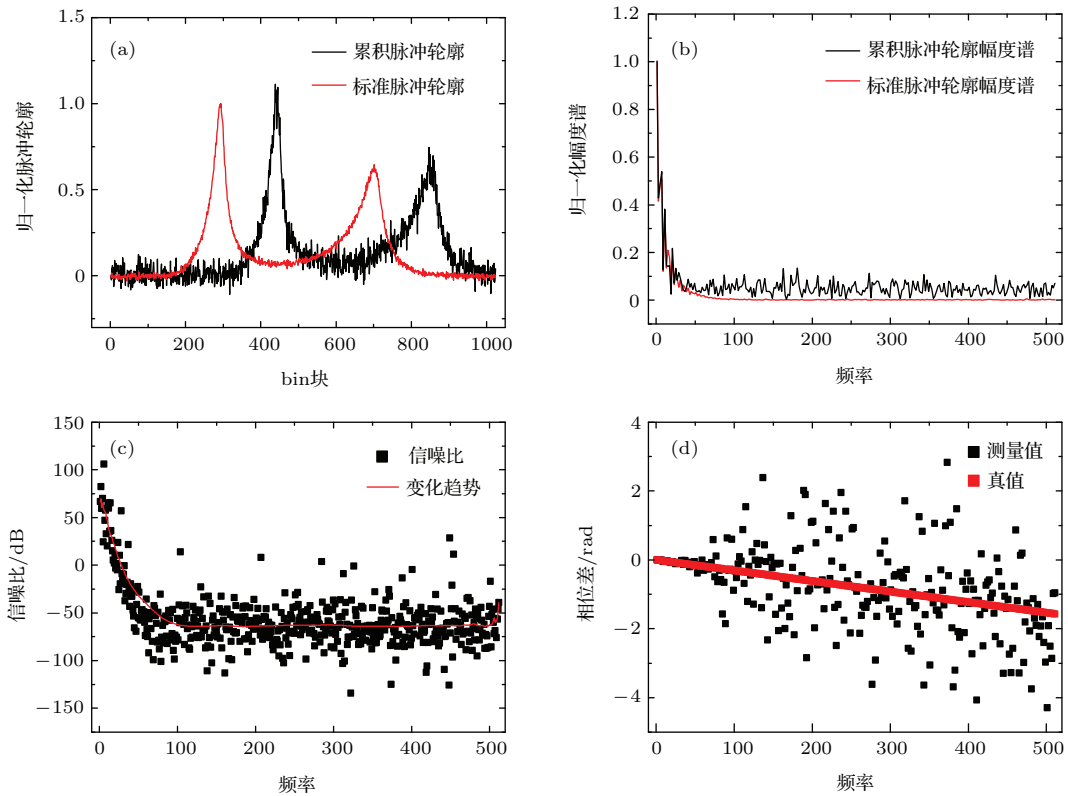 (a)
累积脉冲轮廓
标准脉冲轮廓
1.5
1.0
0.5
0
归一化脉冲轮廓
0 200 400 600 800 1000
bin块
(b)
累积脉冲轮廓幅度谱
标准脉冲轮廓幅度谱
1.2
1.0
0.8
0.6
0.4
0.2
0
归一化幅度谱
0 100 200 300 400 500
频率
(c)
信噪比
变化趋势
150
100
50
0
−50
−100
−150
信噪比/dB
0 100 200 300 400 500
频率
(d)
测量值
真值
4
2
0
−2
−4
相位差/rad
0 100 200 300 400 500
频率